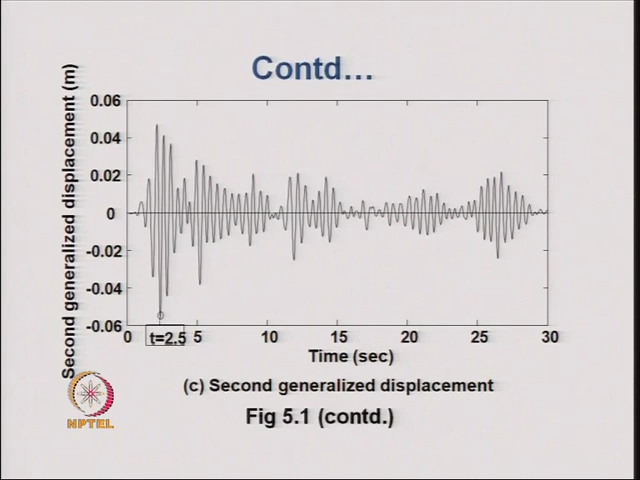 Contd...
Second generalized displacement (m)
0.06
0.04
0.02
0
-0.02
-0.04
-0.06
0 5 10 15 20 25 30
t=2.5
Time (sec)
(c) Second generalized displacement
Fig 5.1 (contd.)
NPTEL